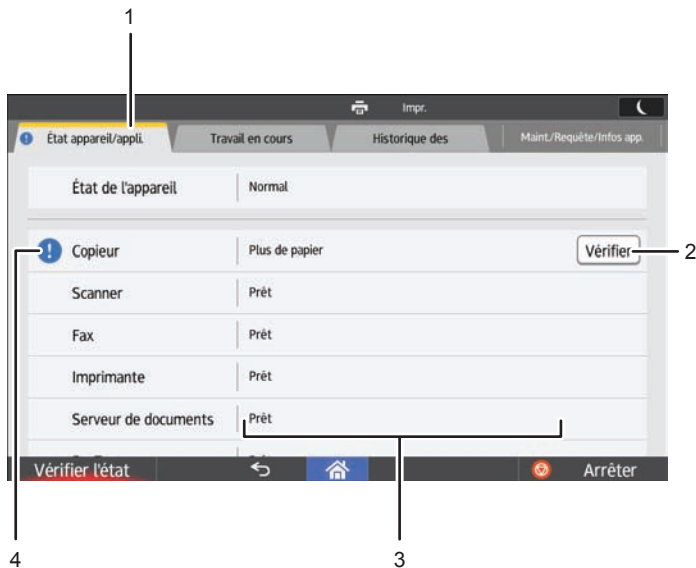 1
Impr.
État appareil/appli.
Travail en cours
Historique des
Maint./Requête/Infos app.
État de l'appareil
Normal
Copieur
Plus de papier
Vérifier
2
Scanner
Prêt
Fax
Prêt
Imprimante
Prêt
Serveur de documents
Prêt
Vérifier l'état
Arrêter
4
3